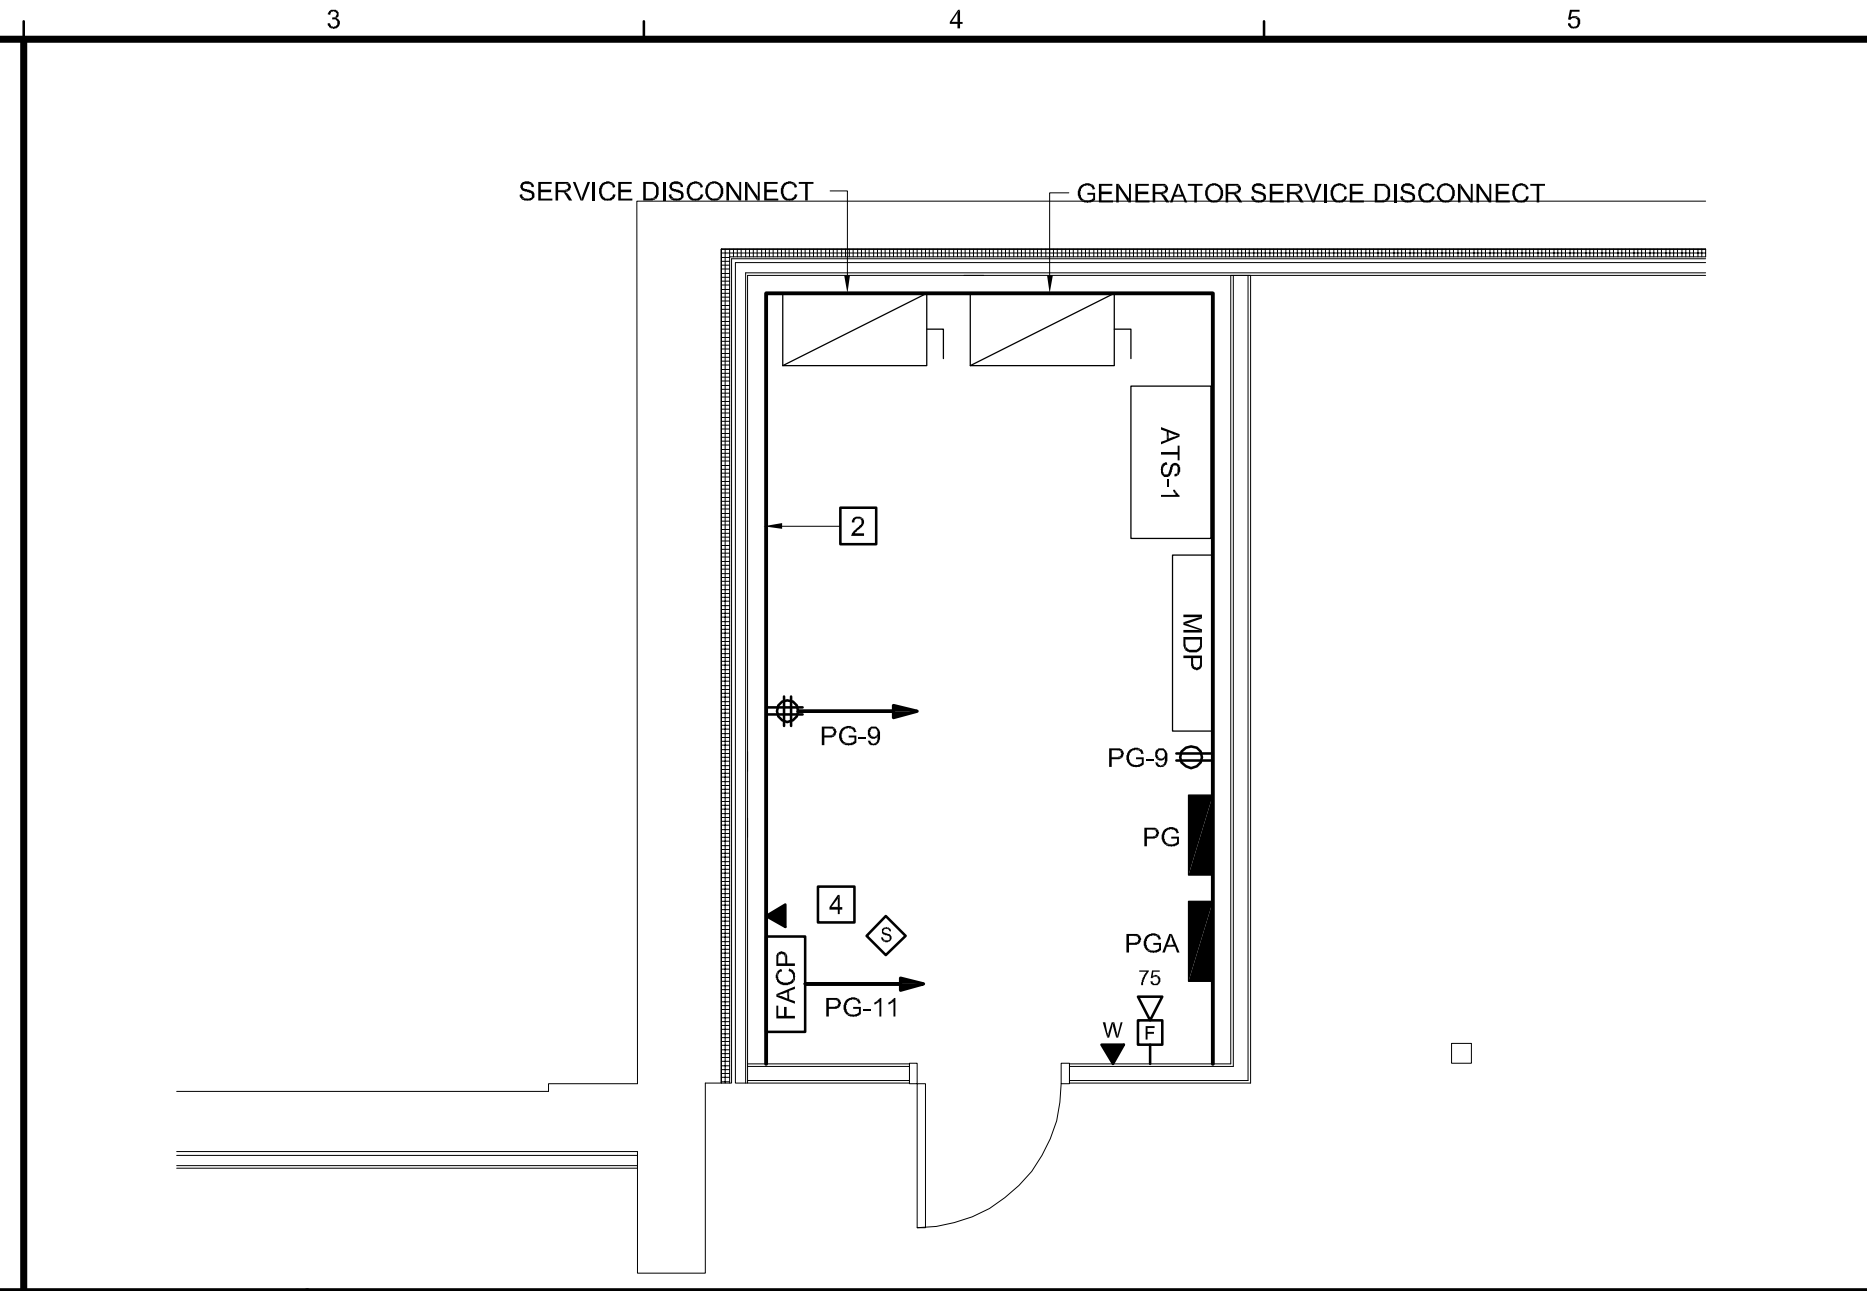 3
4
5
SERVICE DISCONNECT
GENERATOR SERVICE DISCONNECT
ATS-1
2
MDP
PG-9
PG-9
PG
4
S
PGA
FACP
75
PG-11
W
F